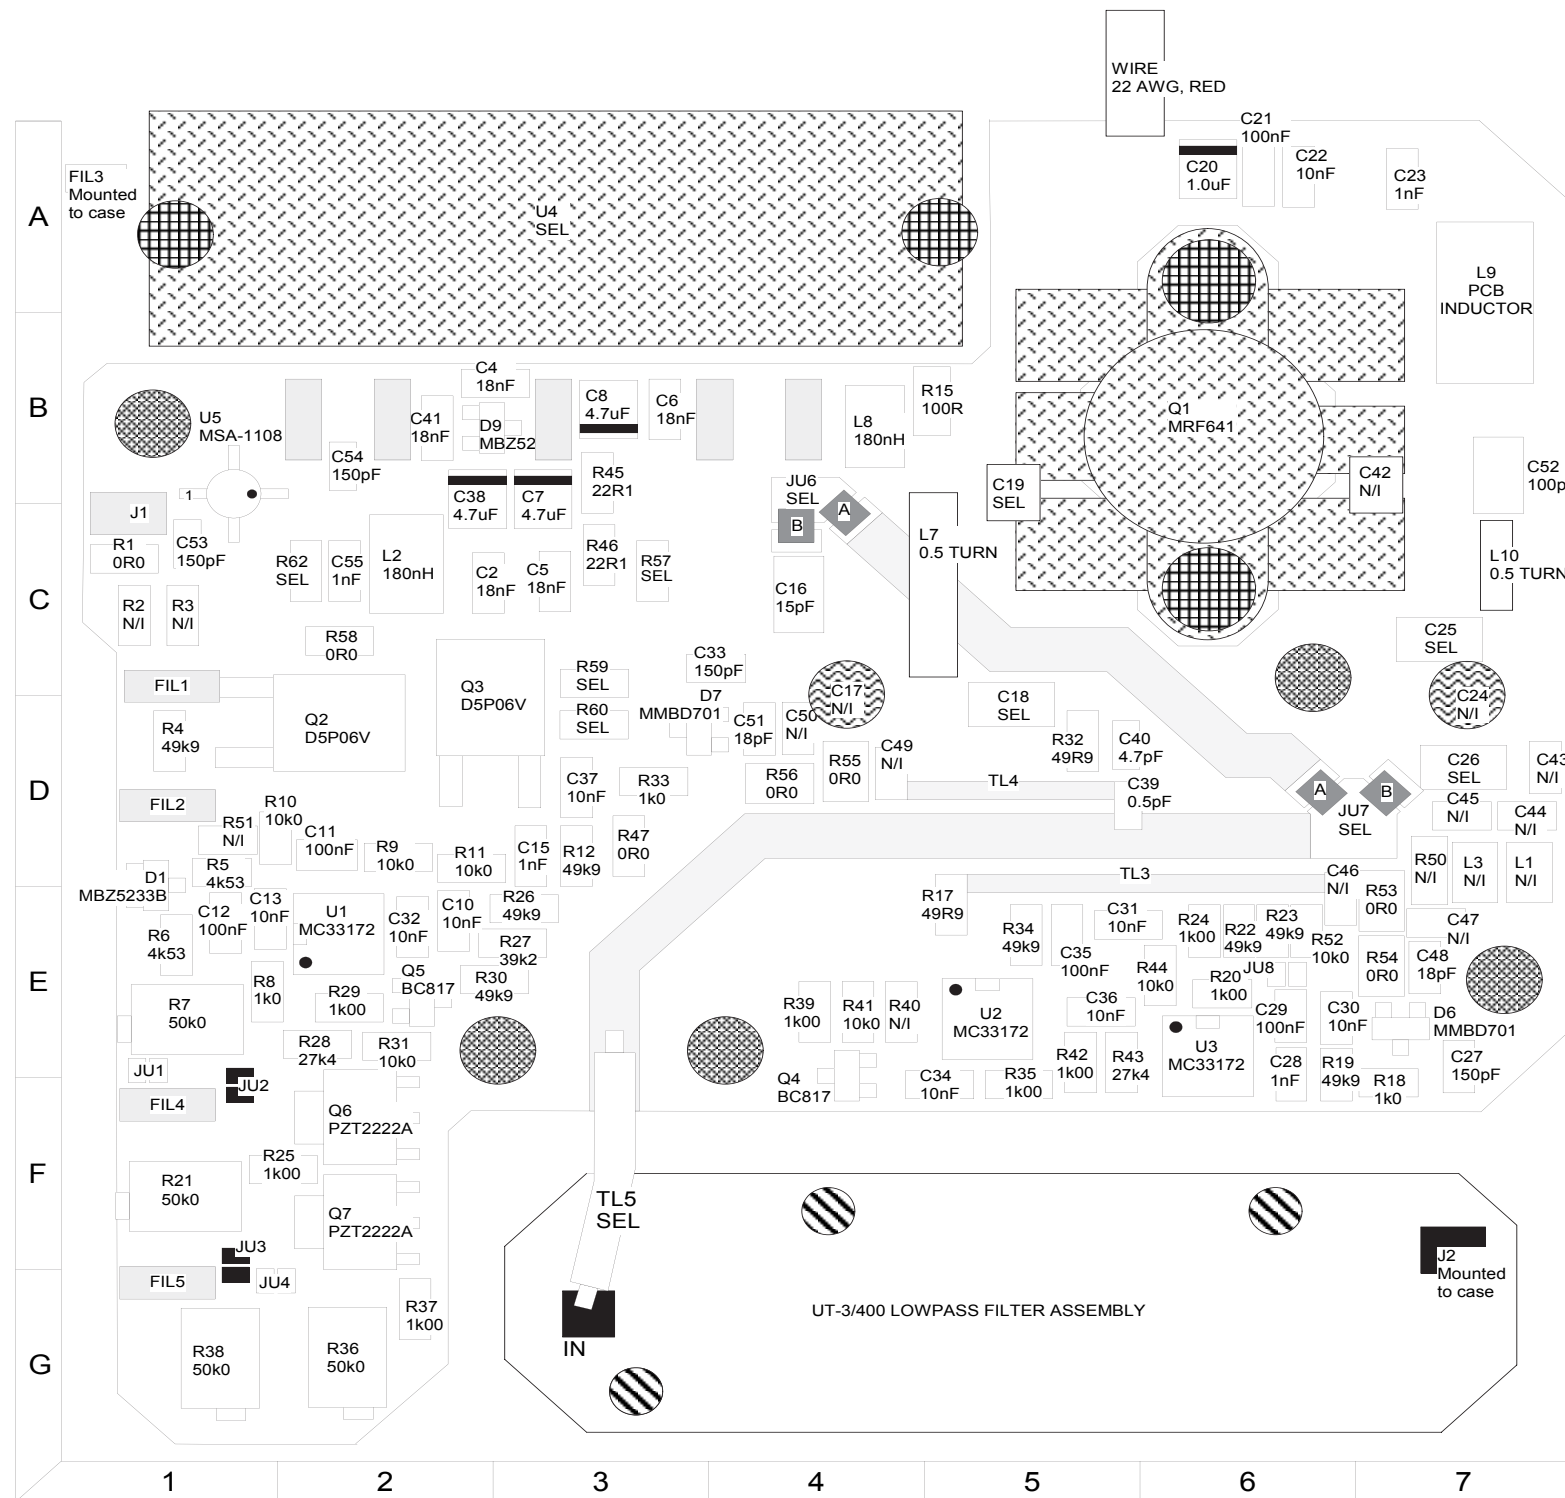 WIRE
22 AWG, RED
C21
100nF
C20
1.0uF
C22
10nF
C23
1nF
FIL3
Mounted
to case
A
U4
SEL
L9
PCB
INDUCTOR
C4
18nF
C8
4.7uF
C6
18nF
R15
100R
B
U5
MSA-1108
C41
18nF
D9
MBZ52
L8
180nH
Q1
MRF641
C54
150pF
R45
22R1
C38
4.7uF
C7
4.7uF
JU6
SEL
B
A
C19
SEL
C42
N/I
C52
100p
1
J1
R1
0R0
C53
150pF
R62
SEL
C55
1nF
L2
180nH
C2
18nF
C5
18nF
R46
22R1
R57
SEL
L7
0.5 TURN
L10
0.5 TURN
C
R2
N/I
R3
N/I
C16
15pF
R58
0R0
C25
SEL
FIL1
Q3
D5P06V
R59
SEL
C33
150pF
C17
N/I
C24
N/I
R4
49k9
Q2
D5P06V
R60
SEL
D7
MMBD701
C51
18pF
C50
N/I
C18
SEL
R32
49R9
C40
4.7pF
C49
N/I
C26
SEL
C43
N/I
D
FIL2
R10
10k0
C37
10nF
R33
1k0
R56
0R0
R55
0R0
TL4
C39
0.5pF
A
B
JU7
SEL
C45
N/I
C44
N/I
R51
N/I
C11
100nF
R9
10k0
R11
10k0
C15
1nF
R12
49k9
R47
0R0
D1
MBZ5233B
R5
4k53
TL3
C46
N/I
R50
N/I
L3
N/I
L1
N/I
C12
100nF
C13
10nF
U1
MC33172
C32
10nF
C10
10nF
R26
49k9
R17
49R9
R53
0R0
R6
4k53
R27
39k2
R34
49k9
C35
100nF
C31
10nF
R24
1k00
R22
49k9
R23
49k9
R52
10k0
C47
N/I
E
R8
1k0
Q5
BC817
R30
49k9
R44
10k0
JU8
R20
1k00
R54
0R0
C48
18pF
R7
50k0
R29
1k00
R39
1k00
R41
10k0
R40
N/I
U2
MC33172
C36
10nF
C29
100nF
C30
10nF
D6
MMBD701
R28
27k4
R31
10k0
R42
1k00
R43
27k4
U3
MC33172
C28
1nF
R19
49k9
C27
150pF
JU1
JU2
FIL4
Q4
BC817
C34
10nF
R35
1k00
R18
1k0
Q6
PZT2222A
F
R25
1k00
R21
50k0
Q7
PZT2222A
TL5
SEL
JU3
FIL5
JU4
J2
Mounted
to case
R37
1k00
UT-3/400 LOWPASS FILTER ASSEMBLY
IN
G
R38
50k0
R36
50k0
1
2
3
4
5
6
7